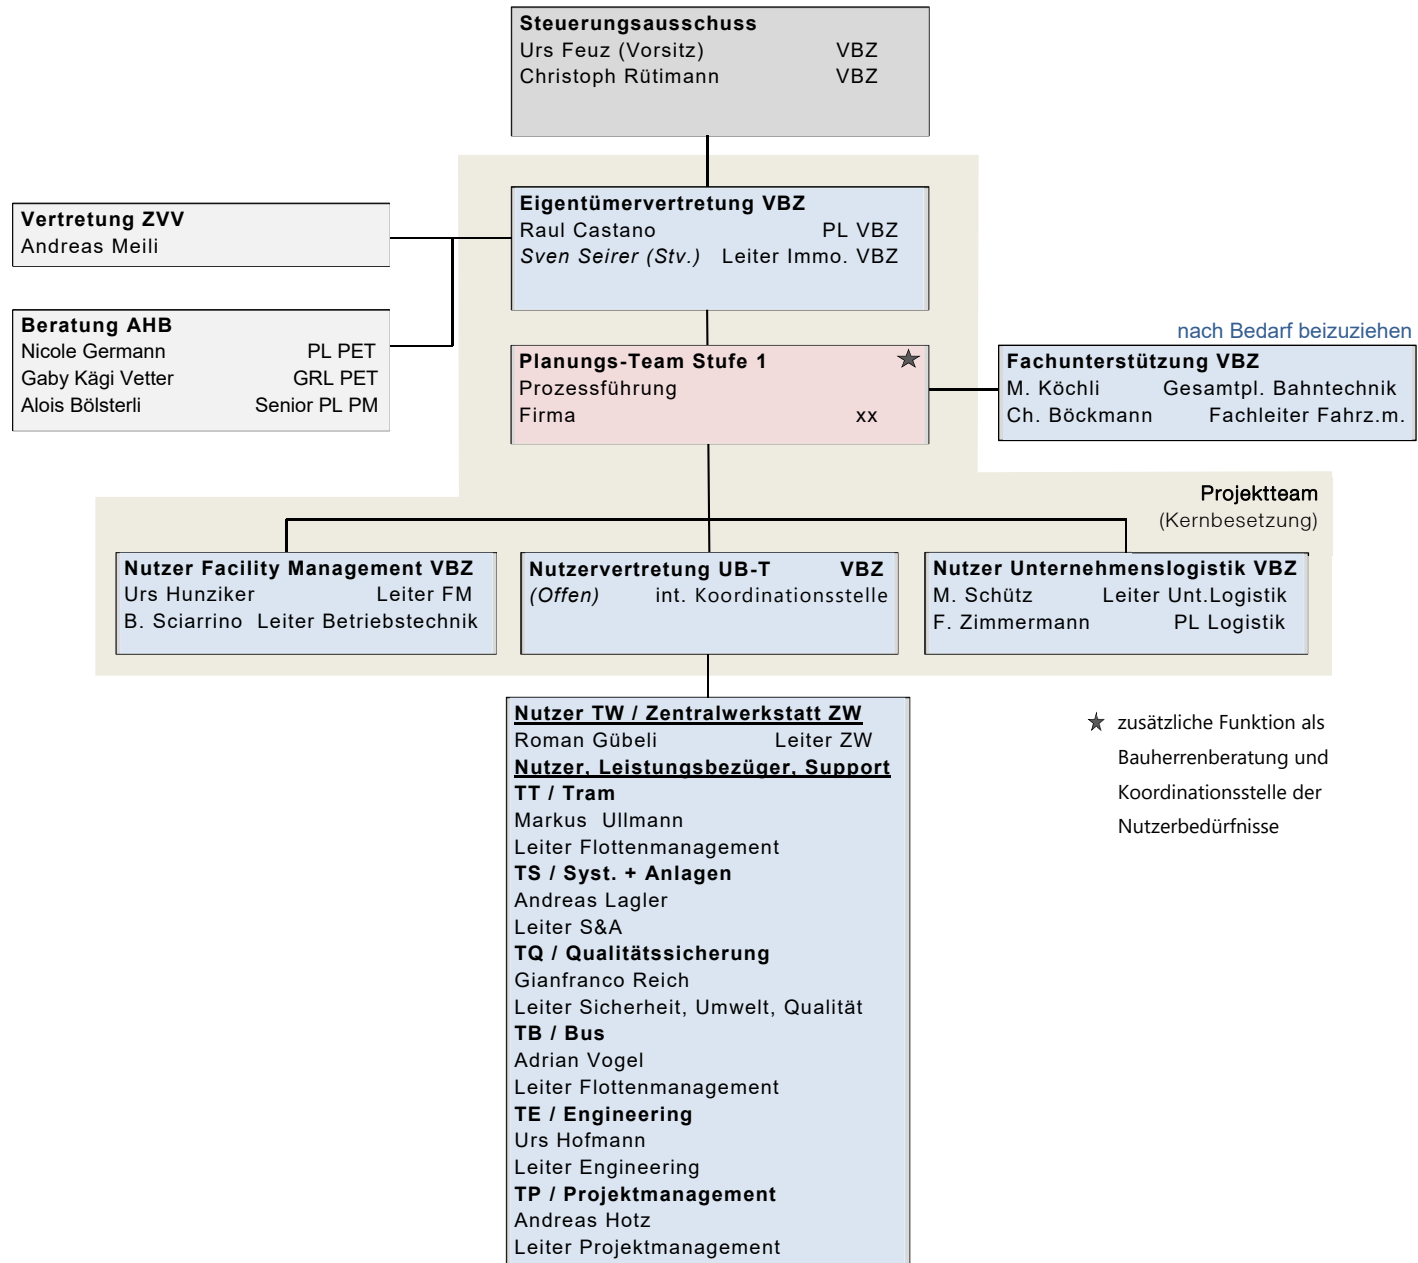 Steuerungsausschuss
Urs Feuz (Vorsitz) VBZ
Christoph Rütimann VBZ
Eigentümervertretung VBZ
Raul Castano PL VBZ
Sven Seirer (Stv.) Leiter Immo. VBZ
Vertretung ZVV
Andreas Meili
Beratung AHB
Nicole Germann PL PET
Gaby Kägi Vetter GRL PET
Alois Bölsterli Senior PL PM
Planungs-Team Stufe 1 ★
Prozessführung
Firma xx
nach Bedarf beizuziehen
Fachunterstützung VBZ
M. Köchli Gesamtpl. Bahntechnik
Ch. Böckmann Fachleiter Fahrz.m.
Projektteam
(Kernbesetzung)
Nutzer Facility Management VBZ
Urs Hunziker Leiter FM
B. Sciarrino Leiter Betriebstechnik
Nutzervertretung UB-T VBZ
(Offen) int. Koordinationsstelle
Nutzer Unternehmenslogistik VBZ
M. Schütz Leiter Unt.Logistik
F. Zimmermann PL Logistik
Nutzer TW / Zentralwerkstatt ZW
Roman Gübeli Leiter ZW
Nutzer, Leistungsbezüger, Support
TT / Tram
Markus Ullmann
Leiter Flottenmanagement
TS / Syst. + Anlagen
Andreas Lagler
Leiter S&A
TQ / Qualitätssicherung
Gianfranco Reich
Leiter Sicherheit, Umwelt, Qualität
TB / Bus
Adrian Vogel
Leiter Flottenmanagement
TE / Engineering
Urs Hofmann
Leiter Engineering
TP / Projektmanagement
Andreas Hotz
Leiter Projektmanagement
★ zusätzliche Funktion als
Bauherrenberatung und
Koordinationsstelle der
Nutzerbedürfnisse